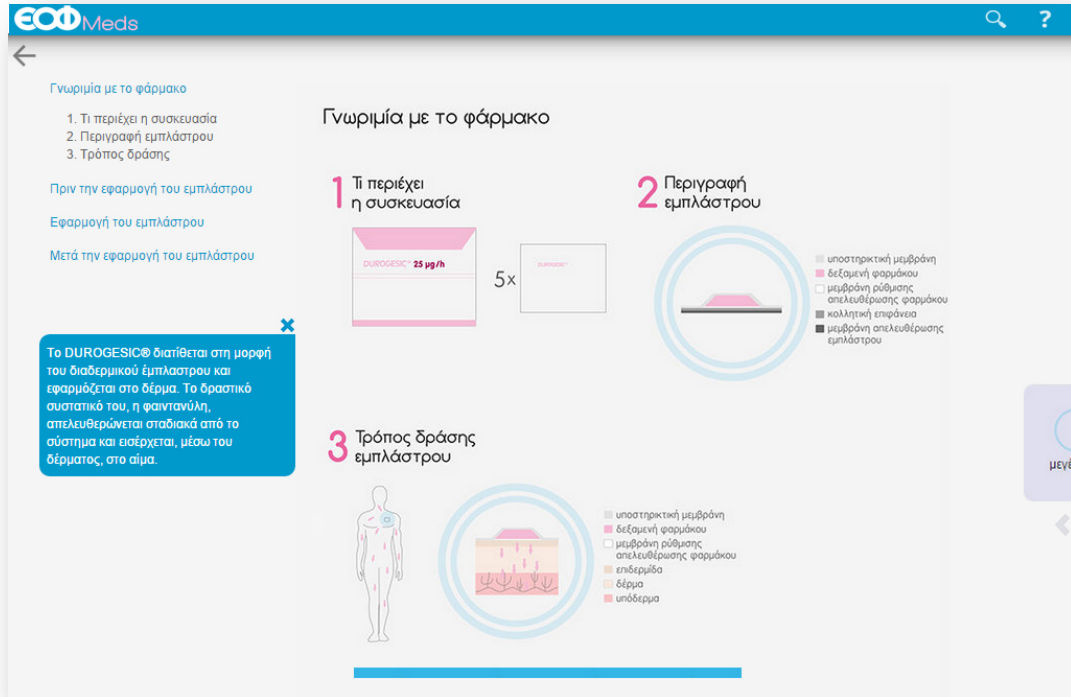 ΕΟΦMeds
?
Γνωριμία με το φάρμακο
1. Τι περιέχει η συσκευασία
2. Περιγραφή εμπλάστρου
3. Τρόπος δράσης
Πριν την εφαρμογή του εμπλάστρου
Εφαρμογή του εμπλάστρου
Μετά την εφαρμογή του εμπλάστρου
Το DUROGESIC® διατίθεται στη μορφή
του διαδερμικού έμπλαστρου και
εφαρμόζεται στο δέρμα. Το δραστικό
συστατικό του, η φαιντανύλη,
απελευθερώνεται σταδιακά από το
σύστημα και εισέρχεται, μέσω του
δέρματος, στο αίμα.
Γνωριμία με το φάρμακο
1 Τι περιέχει
η συσκευασία
DUROGESIC™ 25 μg/h
5x
DUROGESIC™
2 Περιγραφή
εμπλάστρου
υποστηρικτική μεμβράνη
δεξαμενή φαρμάκου
μεμβράνη ρύθμισης
απελευθέρωσης φαρμάκου
κολλητική επιφάνεια
μεμβράνη απελευθέρωσης
εμπλάστρου
3 Τρόπος δράσης
εμπλάστρου
υποστηρικτική μεμβράνη
δεξαμενή φαρμάκου
μεμβράνη ρύθμισης
απελευθέρωσης φαρμάκου
επιδερμίδα
δέρμα
υπόδερμα